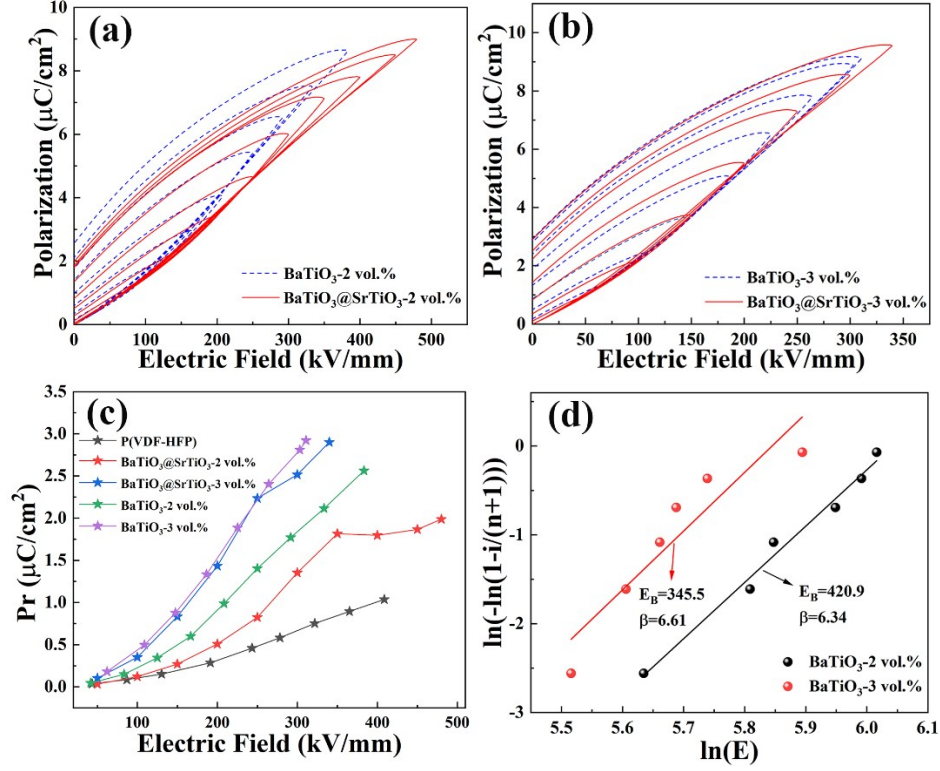 (a)
Polarization (μC/cm²)
10
8
6
4
2
0
BaTiO₃-2 vol.%
BaTiO₃@SrTiO₃-2 vol.%
0 100 200 300 400 500
Electric Field (kV/mm)
(b)
Polarization (μC/cm²)
10
8
6
4
2
0
BaTiO₃-3 vol.%
BaTiO₃@SrTiO₃-3 vol.%
0 50 100 150 200 250 300 350
Electric Field (kV/mm)
(c)
Pr (μC/cm²)
3.5
3.0
2.5
2.0
1.5
1.0
0.5
0.0
P(VDF-HFP)
BaTiO₃@SrTiO₃-2 vol.%
BaTiO₃@SrTiO₃-3 vol.%
BaTiO₃-2 vol.%
BaTiO₃-3 vol.%
0 100 200 300 400 500
Electric Field (kV/mm)
(d)
ln(-ln(1-i/(n+1)))
0
-1
-2
-3
E_B=345.5
β=6.61
E_B=420.9
β=6.34
BaTiO₃-2 vol.%
BaTiO₃-3 vol.%
5.5 5.6 5.7 5.8 5.9 6.0 6.1
ln(E)